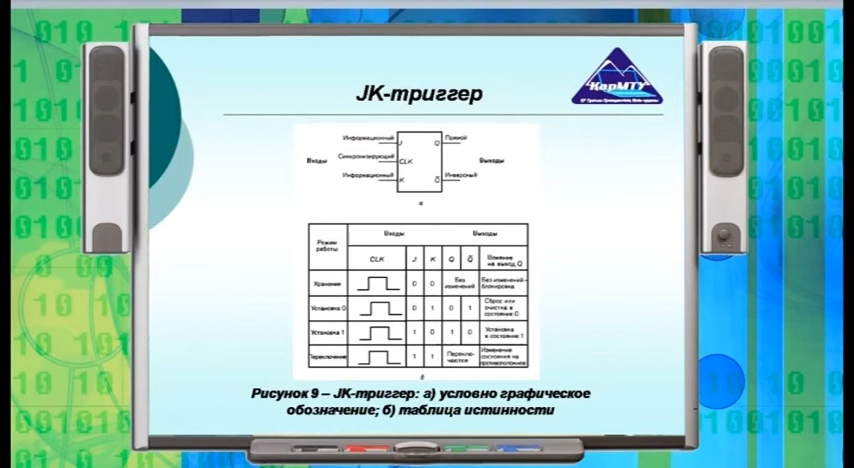 JK-триггер
КарМТУ
Информационный
J
Q
Прямой
Входы
Синхронизирующий
CLK
Выходы
Информационный
K
Q̅
Инверсный
а
Режим работы
Входы
Выходы
CLK
J
K
Q
Q̅
Влияние
на выход Q
Хранение
0
0
Без
изменений
Без изменений –
блокировка
Установка 0
0
1
0
1
Сброс или
очистка в
состояние 0
Установка 1
1
0
1
0
Установка
в состояние 1
Переключение
1
1
Переклю-
чаются
Изменение
состояния на
противоположное
б
Рисунок 9 – JK-триггер: а) условно графическое
обозначение; б) таблица истинности